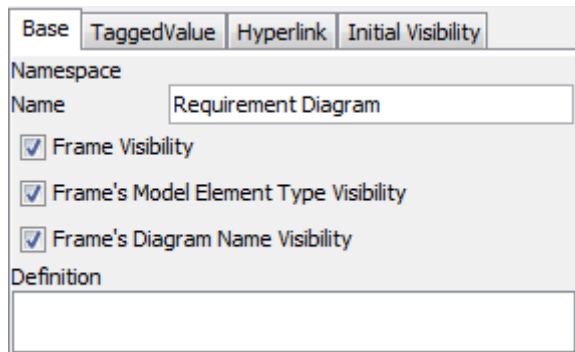 Base TaggedValue Hyperlink Initial Visibility
Namespace
Name Requirement Diagram
Frame Visibility
Frame's Model Element Type Visibility
Frame's Diagram Name Visibility
Definition